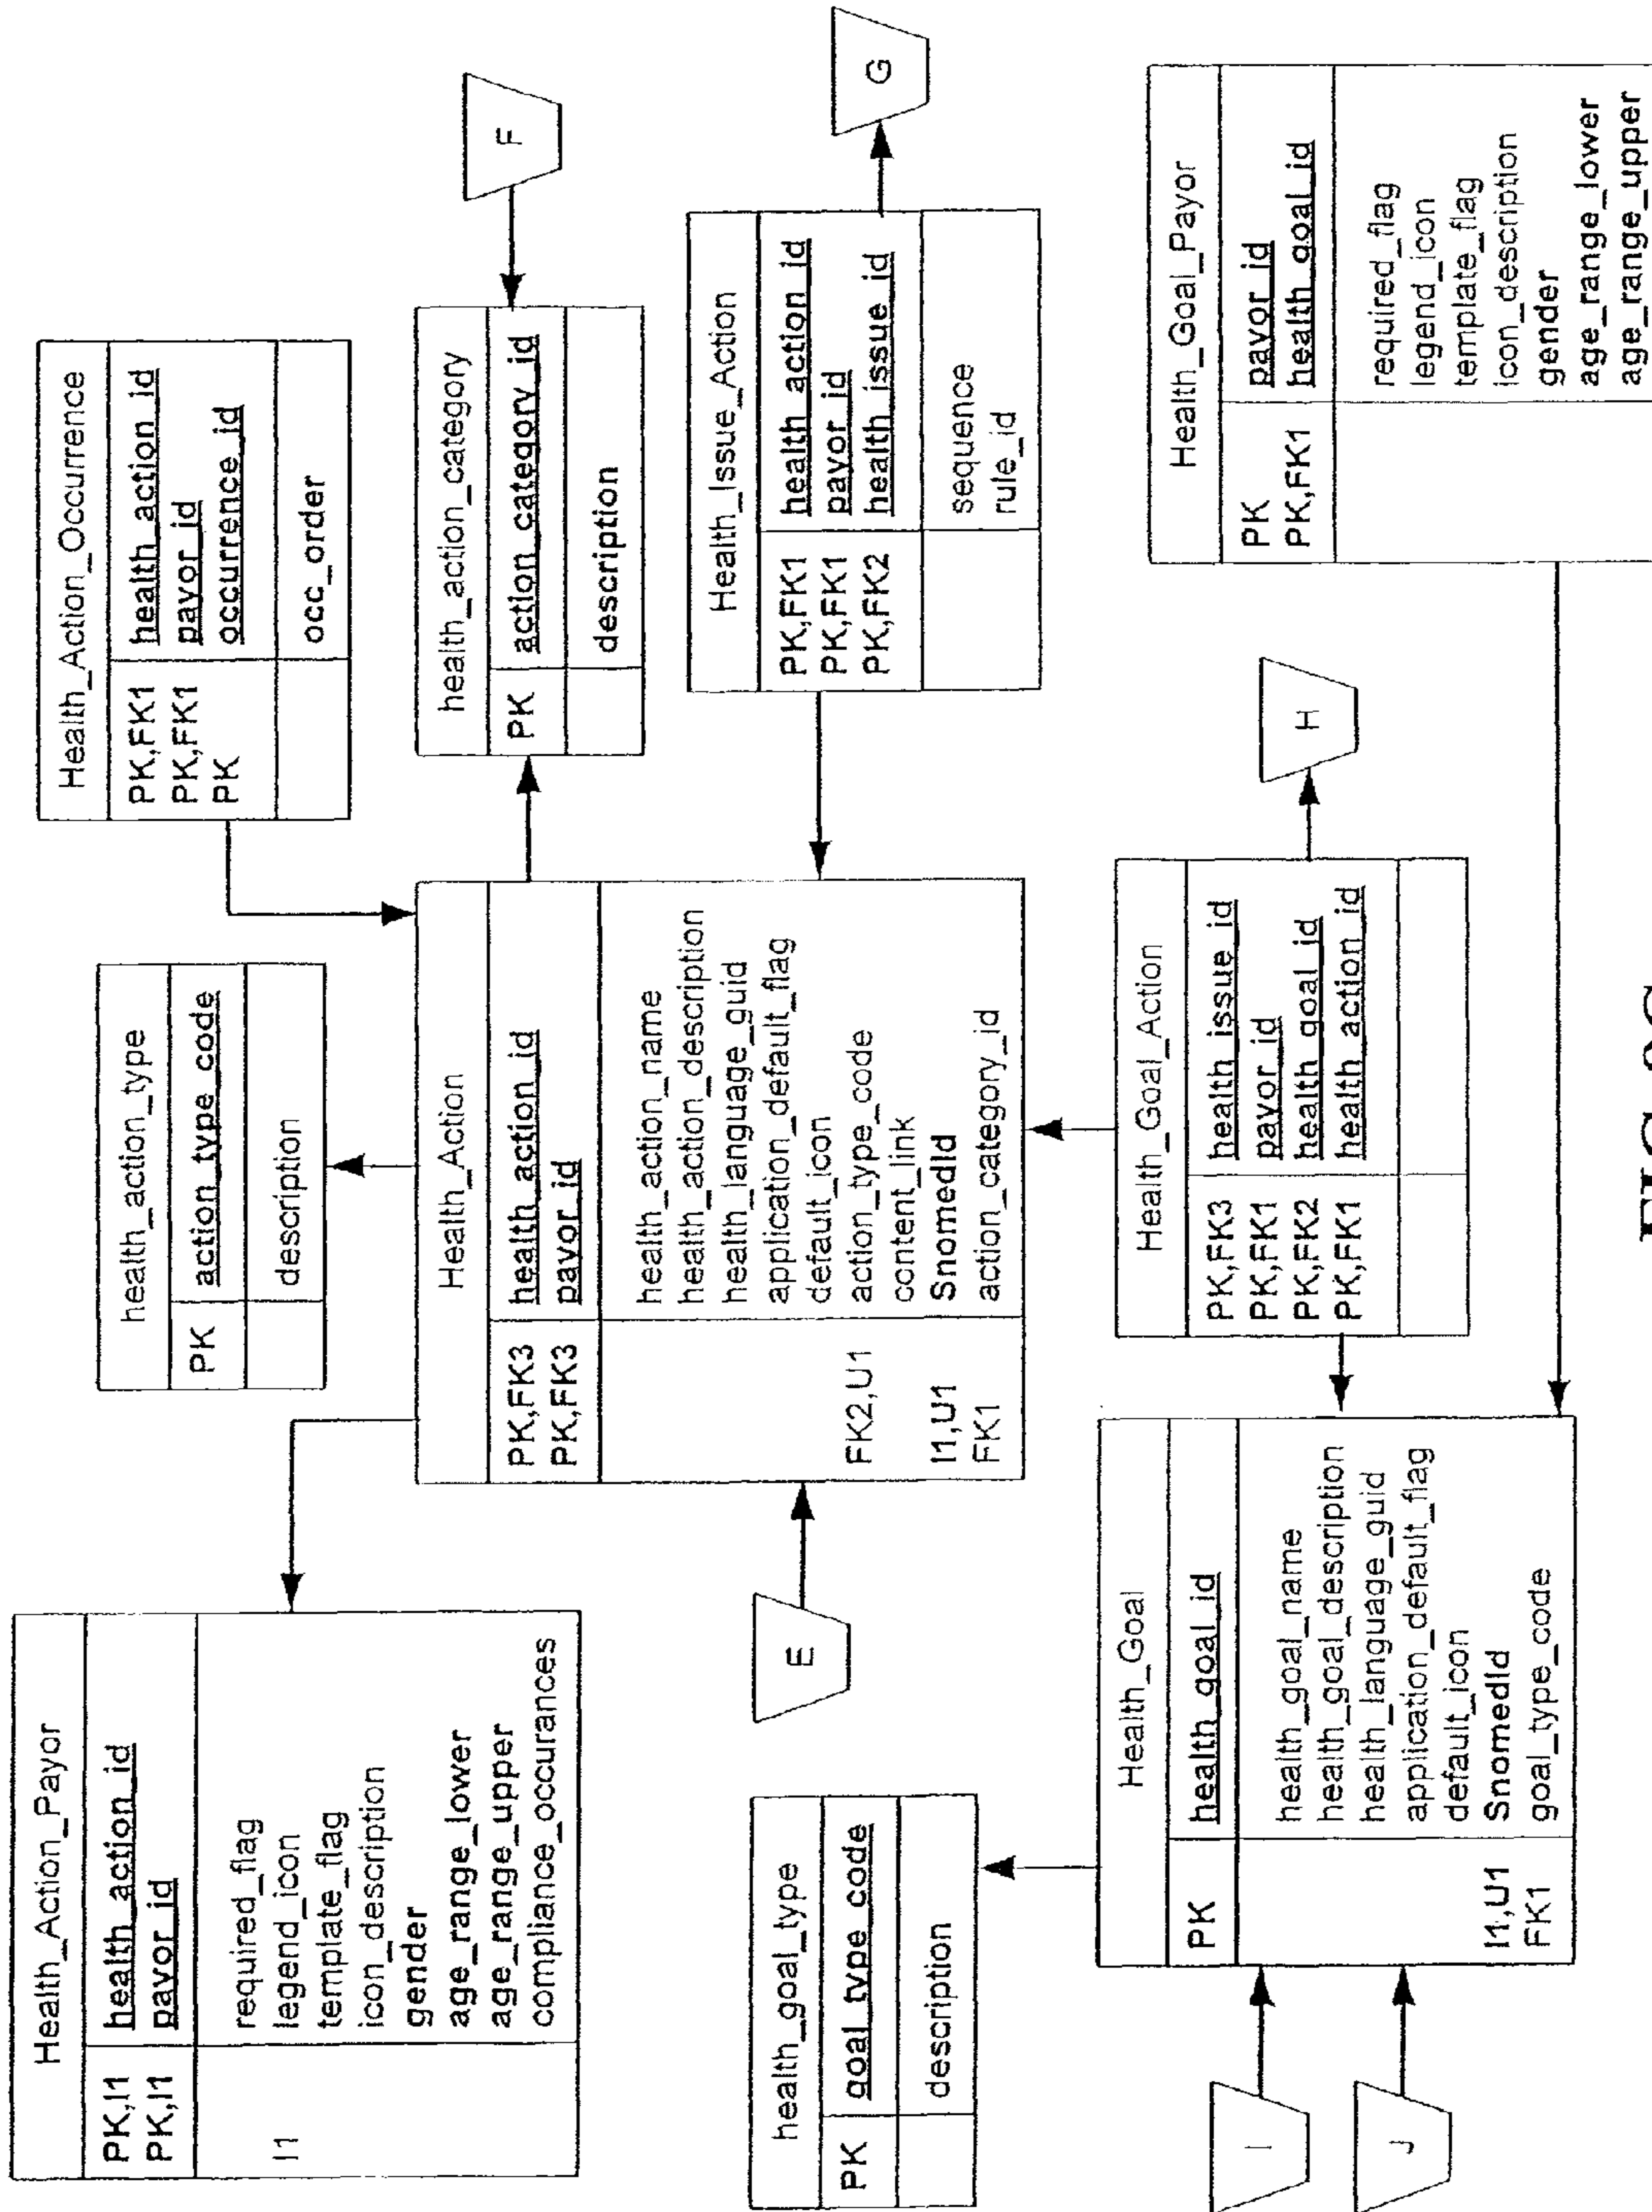 Health_Action_Payor
PK,I1 health_action_id
PK,I1 payor_id
required_flag
I1 legend_icon
template_flag
icon_description
gender
age_range_lower
age_range_upper
compliance_occurances
health_action_type
PK action_type_code
description
Health_Action_Occurrence
PK,FK1 health_action_id
PK,FK1 payor_id
PK occurrence_id
occ_order
Health_Action
PK,FK3 health_action_id
PK,FK3 payor_id
health_action_name
health_action_description
health_language_guid
application_default_flag
default_icon
FK2,U1 action_type_code
content_link
I1,U1 SnomedId
FK1 action_category_id
health_action_category
PK action_category_id
description
F
E
Health_Issue_Action
PK,FK1 health_action_id
PK,FK1 payor_id
PK,FK2 health_issue_id
sequence
rule_id
G
health_goal_type
PK goal_type_code
description
Health_Goal
PK health_goal_id
health_goal_name
health_goal_description
health_language_guid
application_default_flag
default_icon
I1,U1 SnomedId
FK1 goal_type_code
I
J
Health_Goal_Action
PK,FK3 health_issue_id
PK,FK1 payor_id
PK,FK2 health_goal_id
PK,FK1 health_action_id
H
Health_Goal_Payor
PK payor_id
PK,FK1 health_goal_id
required_flag
legend_icon
template_flag
icon_description
gender
age_range_lower
age_range_upper